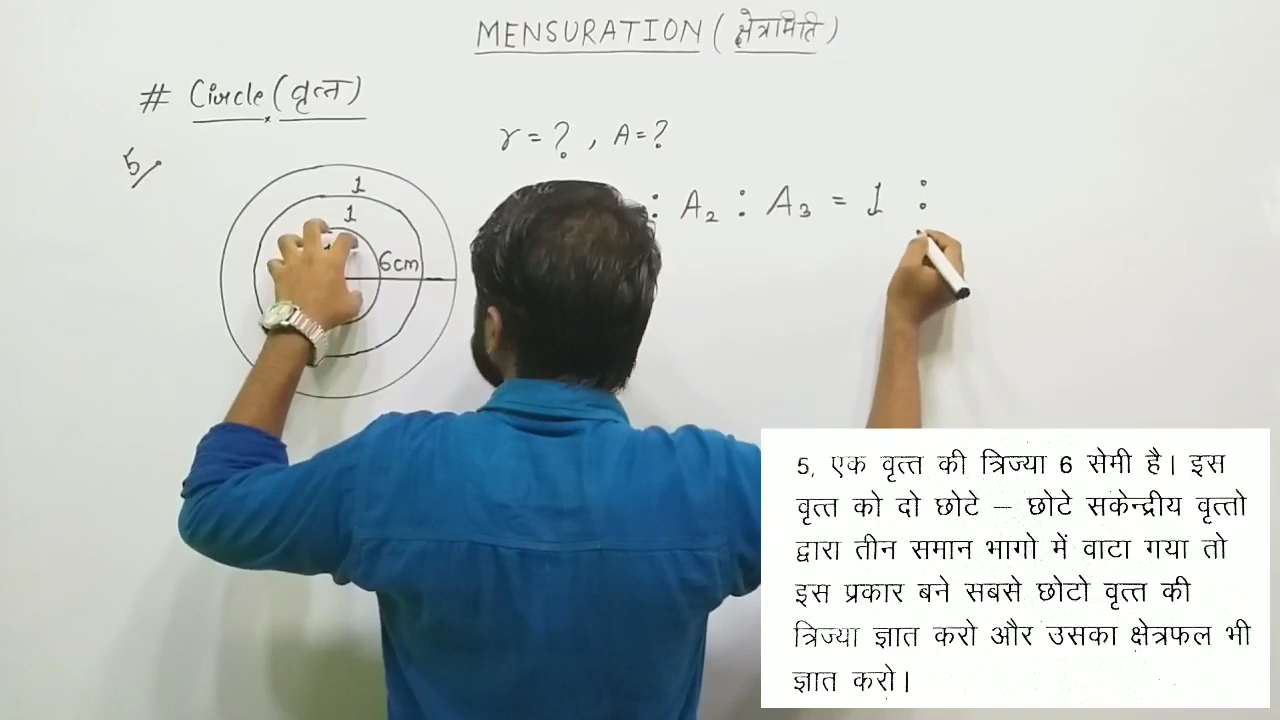 MENSURATION (क्षेत्रामिति)
# Circle (वृत्त)
r = ? , A = ?
5/
1
: A₂ : A₃ = 1 :
1
6cm
5, एक वृत्त की त्रिज्या 6 सेमी है। इस
वृत्त को दो छोटे – छोटे सकेन्द्रीय वृत्तो
द्वारा तीन समान भागो में वाटा गया तो
इस प्रकार बने सबसे छोटो वृत्त की
त्रिज्या ज्ञात करो और उसका क्षेत्रफल भी
ज्ञात करो।